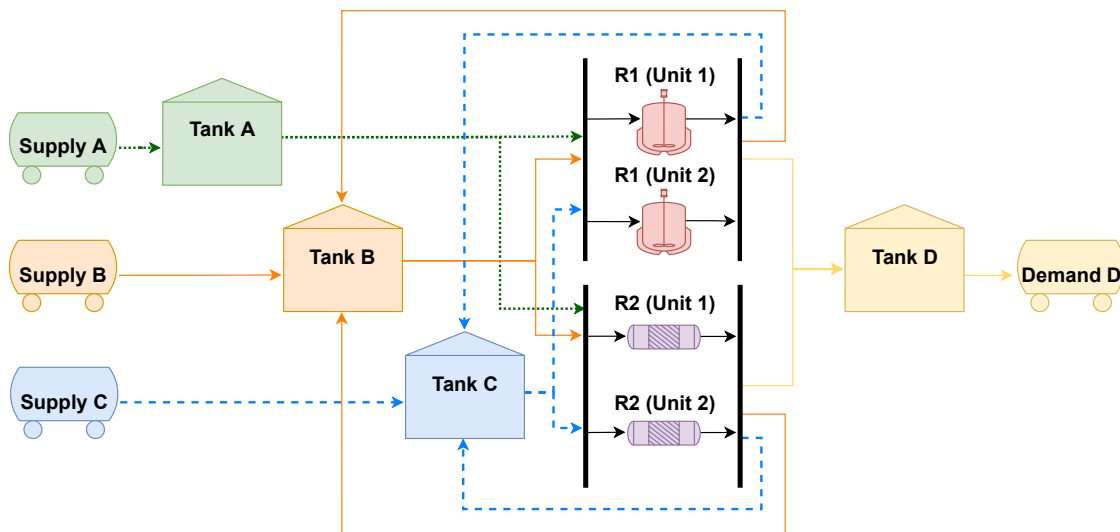 R1 (Unit 1)
Tank A
Supply A
R1 (Unit 2)
Tank B
Tank D
Supply B
Demand D
R2 (Unit 1)
Tank C
Supply C
R2 (Unit 2)